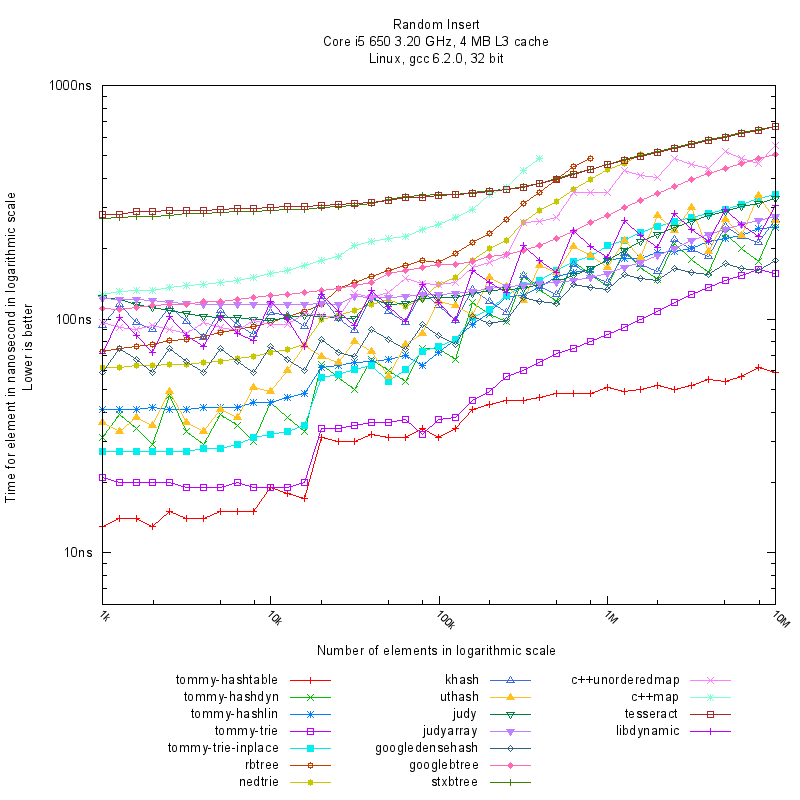 Random Insert
Core i5 650 3.20 GHz, 4 MB L3 cache
Linux, gcc 6.2.0, 32 bit
Time for element in nanosecond in logarithmic scale
Lower is better
1000ns
100ns
10ns
1k
10k
100k
1M
10M
Number of elements in logarithmic scale
tommy-hashtable
tommy-hashdyn
tommy-hashlin
tommy-trie
tommy-trie-inplace
rbtree
nedtrie
khash
uthash
judy
judyarray
googledensehash
googlebtree
stxbtree
c++unorderedmap
c++map
tesseract
libdynamic